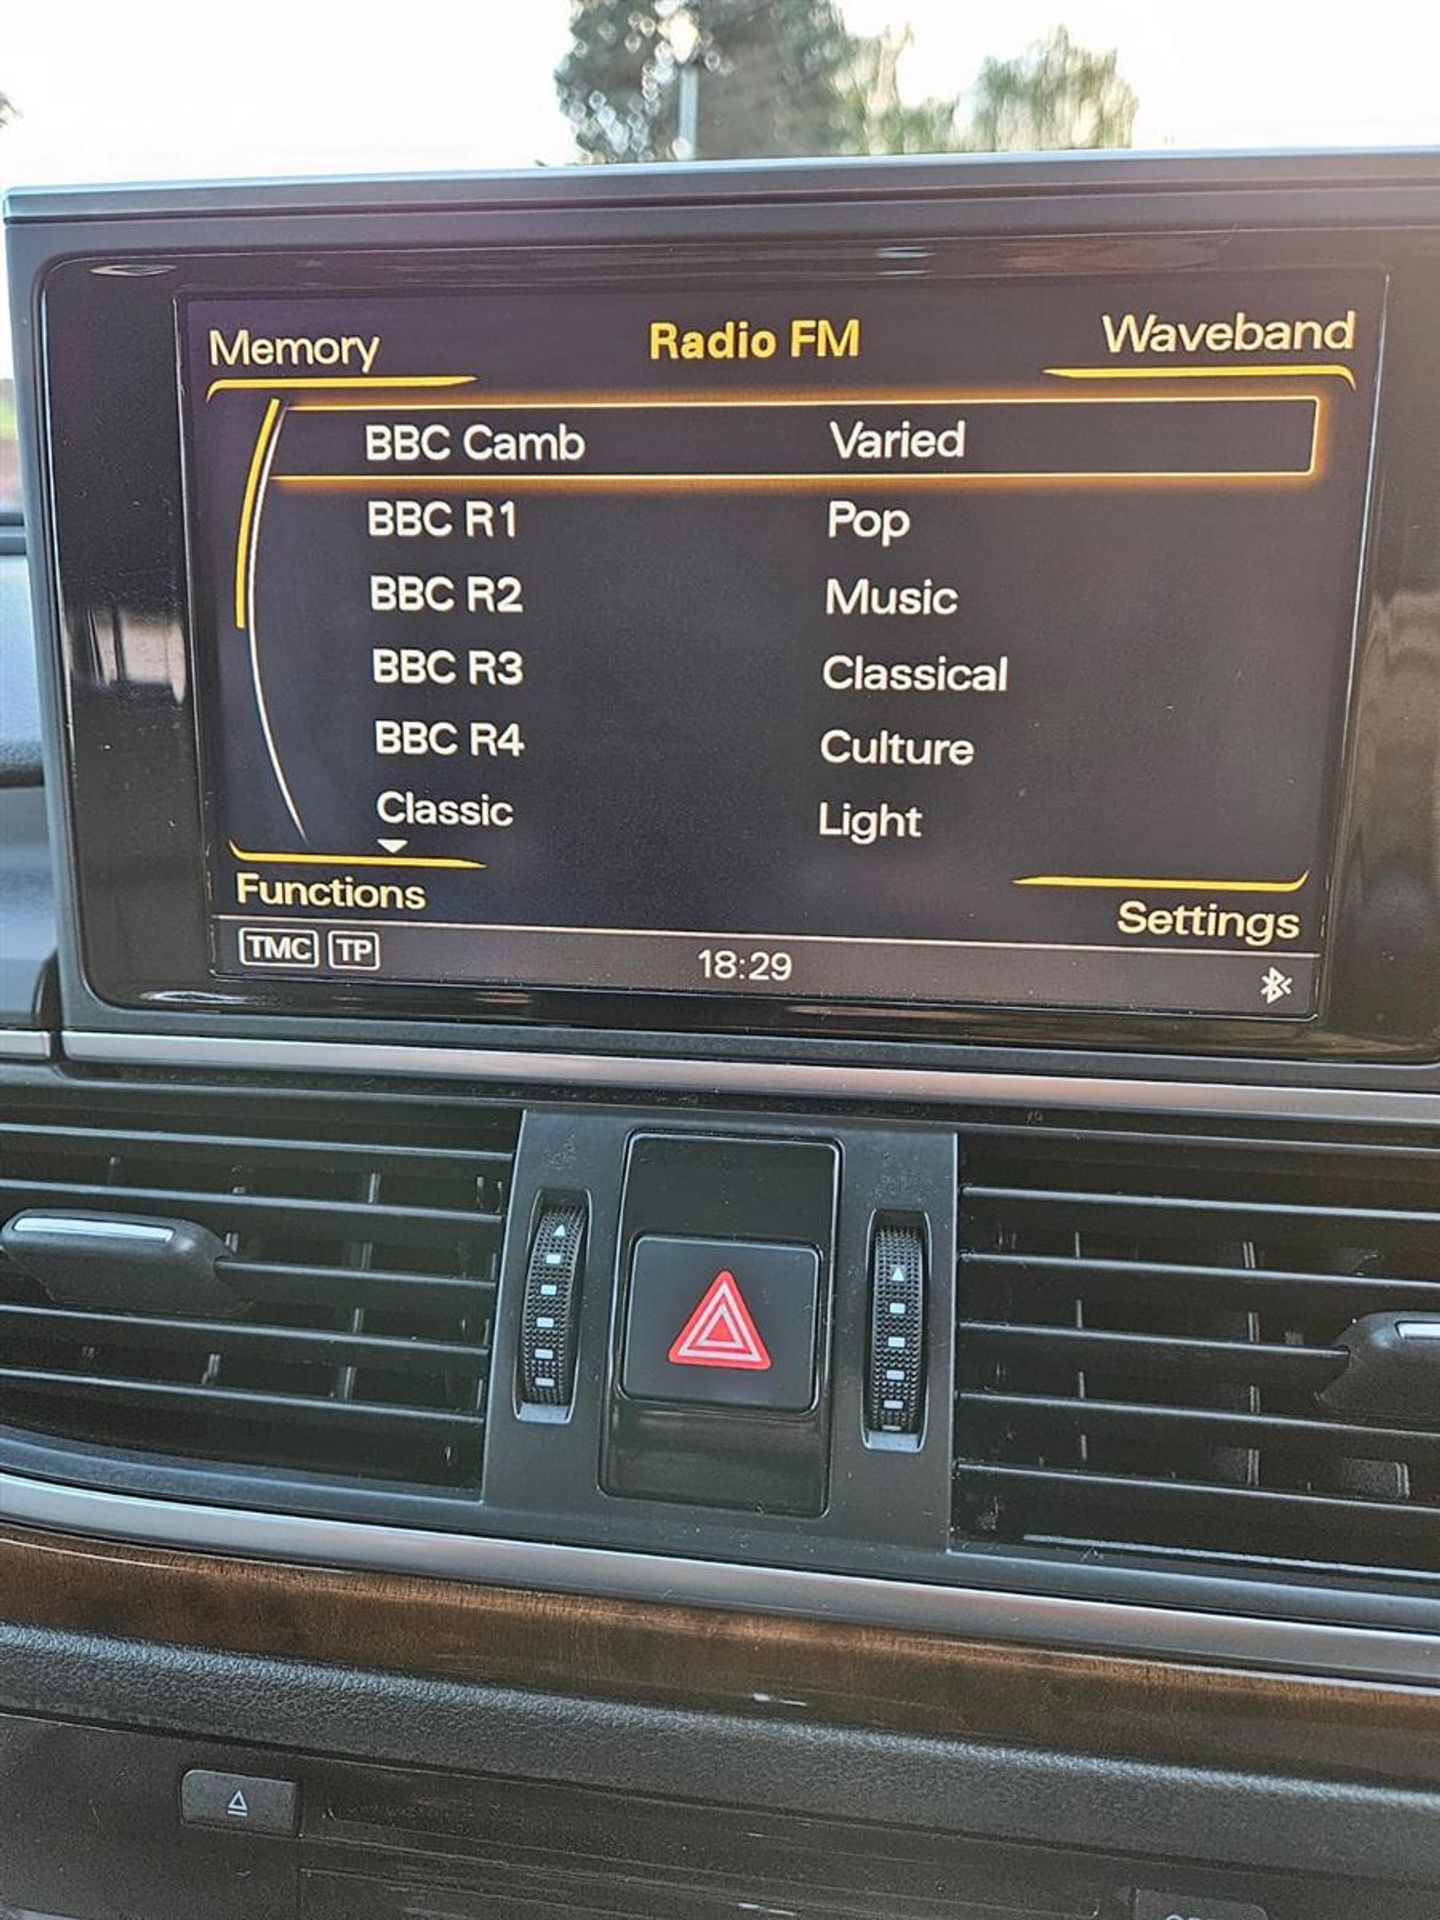 Memory Radio FM Waveband
BBC Camb Varied
BBC R1 Pop
BBC R2 Music
BBC R3 Classical
BBC R4 Culture
Classic Light
Functions Settings
TMC TP 18:29